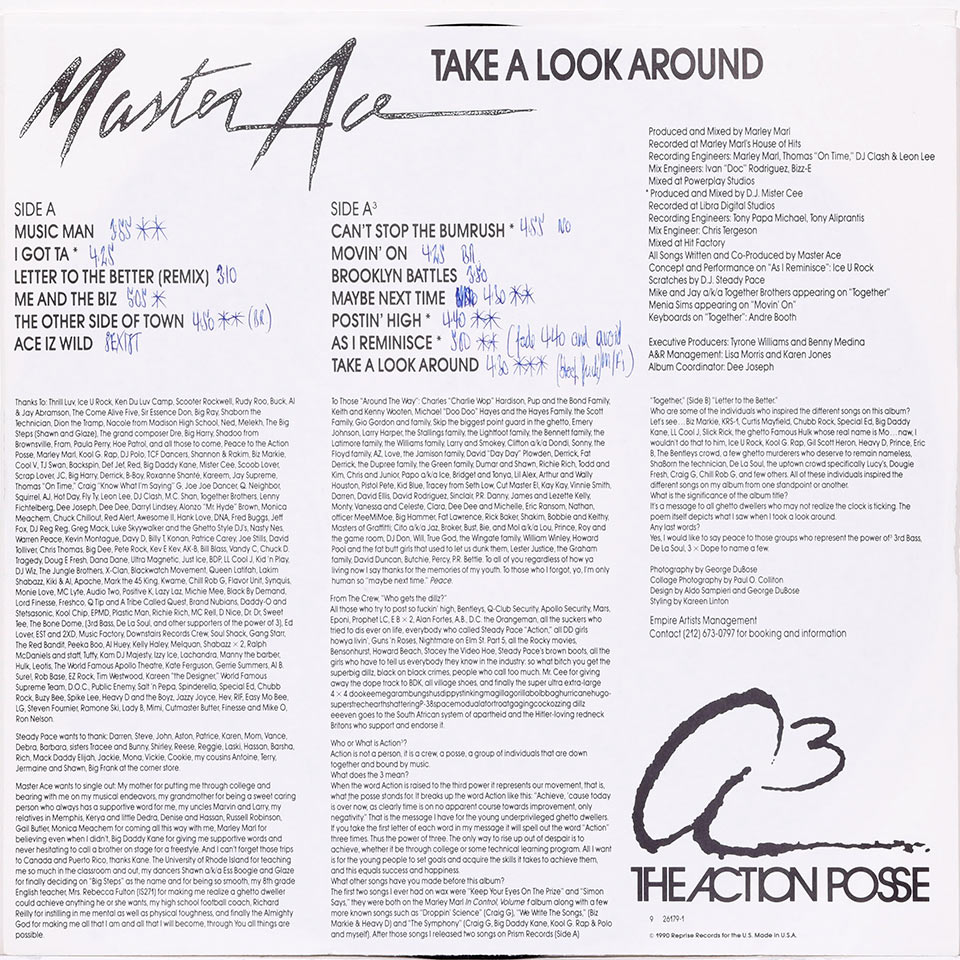 Master Ace
TAKE A LOOK AROUND
SIDE A
MUSIC MAN 3:55 **
I GOT TA * 4:25
LETTER TO THE BETTER (REMIX) 3:10
ME AND THE BIZ 5:05 *
THE OTHER SIDE OF TOWN 4:50 ** (BR)
ACE IZ WILD SEXIST
SIDE A³
CAN'T STOP THE BUMRUSH * 4:55 NO
MOVIN' ON 4:25 BR
BROOKLYN BATTLES 3:50
MAYBE NEXT TIME 4:30 **
POSTIN' HIGH * 4:40 **
AS I REMINISCE * 5:00 ** (fade 4:40 and avoid
TAKE A LOOK AROUND 4:30 ***
Produced and Mixed by Marley Marl
Recorded at Marley Marl's House of Hits
Recording Engineers: Marley Marl, Thomas "On Time," DJ Clash & Leon Lee
Mix Engineers: Ivan "Doc" Rodriguez, Bizz-E
Mixed at Powerplay Studios
*Produced and Mixed by D.J. Mister Cee
Recorded at Libra Digital Studios
Recording Engineers: Tony Papa Michael, Tony Aliprantis
Mix Engineer: Chris Tergeson
Mixed at Hit Factory
All Songs Written and Co-Produced by Master Ace
Concept and Performance on "As I Reminisce": Ice U Rock
Scratches by D.J. Steady Pace
Mike and Jay a/k/a Together Brothers appearing on "Together"
Menia Sims appearing on "Movin' On"
Keyboards on "Together": Andre Booth
Executive Producers: Tyrone Williams and Benny Medina
A&R Management: Lisa Morris and Karen Jones
Album Coordinator: Dee Joseph
Thanks To: Thrill Luv, Ice U Rock, Ken Du Luv Camp, Scooter Rockwell, Rudy Roo, Buck, Al
& Jay Abramson, The Come Alive Five, Sir Essence Don, Big Ray, Shaborn the
Technician, Dion the Tramp, Nacole from Madison High School, Ned, Melekh, The Big
Steps (Shawn and Glaze), The grand composer Dre, Big Harry, Shadoo from
Brownsville, Fram, Paula Perry, Hoe Patrol, and all those to come. Peace to the Action
Posse, Marley Marl, Kool G. Rap, DJ Polo, TCF Dancers, Shannon & Rakim, Biz Markie,
Cool V, TJ Swan, Backspin, Def Jef, Red, Big Daddy Kane, Mister Cee, Scoob Lover,
Scrap Lover, JC, Big Harry, Derrick, B-Boy, Roxanne Shanté, Kareem, Jay Supreme,
Thomas "On Time," Craig "Know What I'm Saying" G, Joe Joe Dancer, Q. Neighbor,
Squirrel, AJ, Hot Day, Fly Ty, Leon Lee, DJ Clash, M.C. Shan, Together Brothers, Lenny
Fichtelberg, Dee Joseph, Dee Dee, Darren Lindsey, Alonzo "Mr. Hyde" Brown, Monica
Meachem, Chuck Chillout, Red Alert, Awesome II, Hank Love, DNA, Fred Buggs, Jeff
Fox, DJ Reg Reg, Greg Mack, Luke Skywalker and the Ghetto Style DJ's, Nasty Nes,
Warren Peace, Kevin Montague, Davy D, Billy T, Konan, Patrice Carey, Joe Stills, David
Tolliver, Chris Thomas, Big Dee, Pete Rock, Kev E Kev, AK-B, Bill Blass, Vandy C, Chuck D.
Tragedy, Doug E Fresh, Dana Dane, Ultra Magnetic, Just Ice, BDP, LL Cool J, Kid 'n Play,
DJ Wiz, The Jungle Brothers, X-Clan, Blackwatch Movement, Queen Latifah, Lakim
Shabazz, Kiki & Al, Apache, Mark the 45 King, Kwame, Chill Rob G, Flavor Unit, Synquis,
Monie Love, MC Lyte, Audio Two, Positive K, Lazy Laz, Michie Mee, Black By Demand,
Lord Finesse, Freshco, Q Tip and A Tribe Called Quest, Brand Nubians, Daddy-O and
Stetsasonic, Kool Chip, EPMD, Plastic Man, Richie Rich, MC Rell, D Nice, Dr. Dr, Sweet
Tee, The Bone Dome, (3rd Bass, De La Soul, and other supporters of the power of 3), Ed
Lover, EST and 2XD, Music Factory, Downstairs Records Crew, Soul Shack, Gang Starr,
The Red Bandit, Peeka Boo, Al Huey, Kelly Haley, Melquan, Shabazz × 2, Ralph
McDaniels and staff, Tuffy, Kam DJ Majesty, Izzy Ice, Lachandra, Manny the barber,
Hulk, Leotis, The World Famous Apollo Theatre, Kate Ferguson, Gerrie Summers, Al B.
Sure!, Rob Base, EZ Rock, Tim Westwood, Kareen "the Designer," World Famous
Supreme Team, D.O.C., Public Enemy, Salt 'n Pepa, Spinderella, Special Ed, Chubb
Rock, Buzy Bee, Spike Lee, Heavy D and the Boyz, Jazzy Joyce, Hev, RIF, Easy Mo Bee,
LG, Steven Fournier, Ramone Ski, Lady B, Mimi, Cutmaster Butter, Finesse and Mike O,
Ron Nelson.
Steady Pace wants to thank: Darren, Steve, John, Aston, Patrice, Karen, Mom, Vance,
Debra, Barbara, sisters Tracee and Bunny, Shirley, Reese, Reggie, Laski, Hassan, Barsha,
Rich, Mack Daddy Elijah, Jackie, Mona, Vickie, Cookie, my cousins Antoine, Terry,
Jermaine and Shawn, Big Frank at the corner store.
Master Ace wants to single out: My mother for putting me through college and
bearing with me on my musical endeavors, my grandmother for being a sweet caring
person who always has a supportive word for me, my uncles Marvin and Larry, my
relatives in Memphis, Kerya and little Dedra, Denise and Hassan, Russell Robinson,
Gail Butler, Monica Meachem for coming all this way with me, Marley Marl for
believing even when I didn't, Big Daddy Kane for giving me supportive words and
never hesitating to call a brother on stage for a freestyle. And I can't forget those trips
to Canada and Puerto Rico, thanks Kane. The University of Rhode Island for teaching
me so much in the classroom and out, my dancers Shawn a/k/a Ess Boogie and Glaze
for finally deciding on "Big Steps" as the name and for being so smooth, my 8th grade
English teacher, Mrs. Rebecca Fulton (IS271) for making me realize a ghetto dweller
could achieve anything he or she wants, my high school football coach, Richard
Reilly for instilling in me mental as well as physical toughness, and finally the Almighty
God for making me all that I am and all that I will become, through You all things are
possible.
To Those "Around The Way": Charles "Charlie Wop" Hardison, Pup and the Bond Family,
Keith and Kenny Wooten, Michael "Doo Doo" Hayes and the Hayes Family, the Scott
Family, Gio Gordon and family, Skip the biggest point guard in the ghetto, Emery
Johnson, Larry Harper, the Stallings family, the Lightfoot family, the Bennett family, the
Latimore family, the Williams family, Larry and Smokey, Clifton a/k/a Dondi, Sonny, the
Floyd family, AZ, Love, the Jamison family, David "Day Day" Plowden, Derrick, Fat
Derrick, the Dupree family, the Green family, Dumar and Shawn, Richie Rich, Todd and
Kim, Chris and Junior, Papo a/k/a Ice, Bridget and Tonya, Lil Alex, Arthur and Wally
Houston, Pistol Pete, Kid Blue, Tracey from Seth Low, Cut Master El, Kay Kay, Vinnie Smith,
Darren, David Ellis, David Rodriguez, Sinclair, P.R. Danny, James and Lezette Kelly,
Monty, Vanessa and Celeste, Ciara, Dee Dee and Michelle, Eric Ransom, Nathan,
officer MeeMMoe, Big Hammer, Fat Lawrence, Rick Baker, Shakim, Bobbie and Kelthy,
Masters of Graffiti, Cito a/k/a Jaz, Broker, Bust, Bie, and Mol a/k/a Lou, Prince, Roy and
the game room, DJ Don, Will, True God, the Wingate family, William Winley, Howard
Pool and the fat butt girls that used to let us dunk them, Lester Justice, the Graham
family, David Duncan, Butchie, Percy, P.R. Bettie. To all of you regardless of how ya
living now I say thanks for the memories of my youth. To those who I forgot, yo, I'm only
human so "maybe next time." Peace.
From The Crew, "Who gets the dillz?"
All those who try to post so fuckin' high, Bentleys, Q-Club Security, Apollo Security, Mars,
Eponi, Prophet LC, E B × 2, Alan Fortes, A.B., D.C. the Orangeman, all the suckers who
tried to dis ever on life, everybody who called Steady Pace "Action," all DD girls
howya livin', Guns 'n Roses, Nightmare on Elm St. Part 5, all the Rocky movies,
Bensonhurst, Howard Beach, Stacey the Video Hoe, Steady Pace's brown boots, all the
girls who have to tell us everybody they know in the industry: so what bitch you get the
superbig dillz, black on black crimes, people who call too much. Mr. Cee for giving
away the dope track to BDK, all village shoes, and finally the super ultra extra-large
4 × 4
eeeven goes to the South African system of apartheid and the Hitler-loving redneck
Britons who support and endorse it.
Who or What is Action³?
Action is not a person, it is a crew, a posse, a group of individuals that are down
together and bound by music.
What does the 3 mean?
When the word Action is raised to the third power it represents our movement, that is,
what the posse stands for. It breaks up the word Action like this: "Achieve, 'cause today
is over now, as clearly time is on no apparent course towards improvement, only
negativity." That is the message I have for the young underprivileged ghetto dwellers.
If you take the first letter of each word in my message it will spell out the word "Action"
three times. Thus the power of three. The only way to rise up out of despair is to
achieve, whether it be through college or some technical learning program. All I want
is for the young people to set goals and acquire the skills it takes to achieve them,
and this equals success and happiness.
What other songs have you made before this album?
The first two songs I ever had on wax were "Keep Your Eyes On The Prize" and "Simon
Says," they were both on the Marley Marl In Control, Volume 1 album along with a few
more known songs such as "Droppin' Science" (Craig G), "We Write The Songs," (Biz
Markie & Heavy D) and "The Symphony" (Craig G, Big Daddy Kane, Kool G. Rap & Polo
and myself). After those songs I released two songs on Prism Records (Side A)
"Together," (Side B) "Letter to the Better."
Who are some of the individuals who inspired the different songs on this album?
Let's see... Biz Markie, KRS-1, Curtis Mayfield, Chubb Rock, Special Ed, Big Daddy
Kane, LL Cool J, Slick Rick, the ghetto Famous Hulk whose real name is Mo... naw, I
wouldn't do that to him, Ice U Rock, Kool G. Rap, Gil Scott Heron, Heavy D, Prince, Eric
B, The Bentleys crowd, a few ghetto murderers who deserve to remain nameless,
ShaBorn the technician, De La Soul, the uptown crowd specifically Lucy's, Dougie
Fresh, Craig G, Chill Rob G, and few others. All of these individuals inspired the
different songs on my album from one standpoint or another.
What is the significance of the album title?
It's a message to all ghetto dwellers who may not realize the clock is ticking. The
poem itself depicts what I saw when I took a look around.
Any last words?
Yes, I would like to say peace to those groups who represent the power of³ 3rd Bass,
De La Soul, 3 × Dope to name a few.
Photography by George DuBose
Collage Photography by Paul O. Colliton
Design by Aldo Sampieri and George DuBose
Styling by Kareen Linton
Empire Artists Management
Contact (212) 673-0797 for booking and information
a³
THE ACTION POSSE
9 26179-1
© 1990 Reprise Records for the U.S. Made in U.S.A.